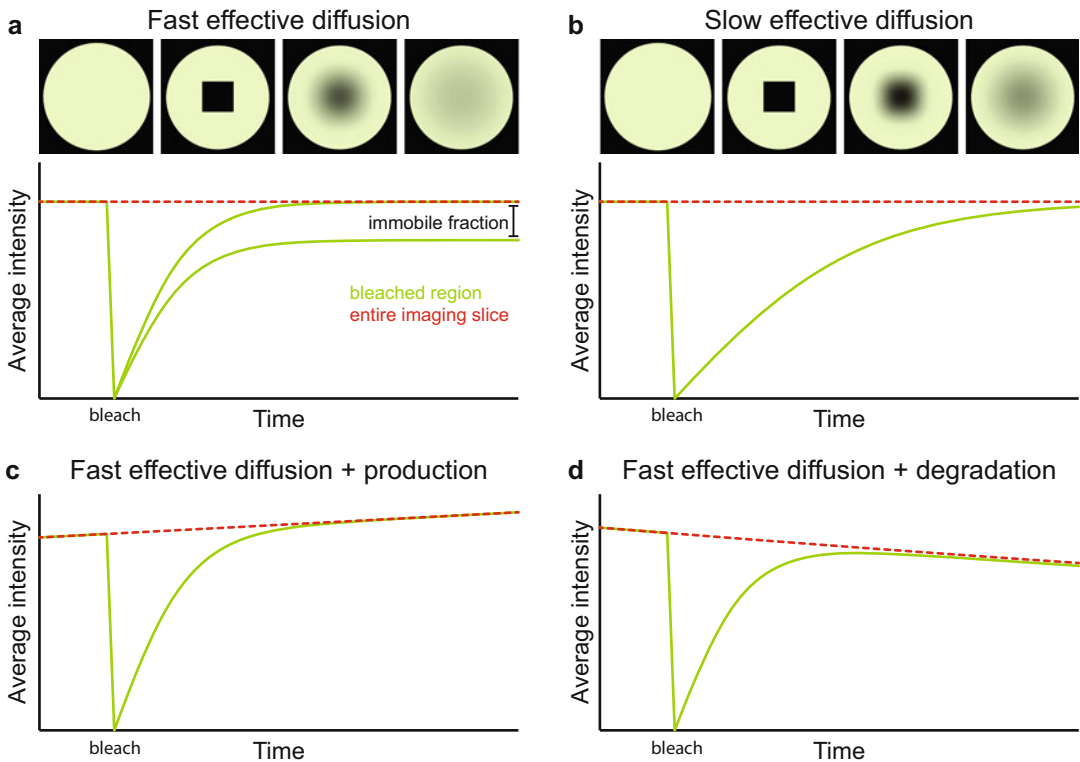 a
Fast effective diffusion
Average intensity
immobile fraction
bleached region
entire imaging slice
bleach
Time
b
Slow effective diffusion
Average intensity
bleach
Time
c
Fast effective diffusion + production
Average intensity
bleach
Time
d
Fast effective diffusion + degradation
Average intensity
bleach
Time